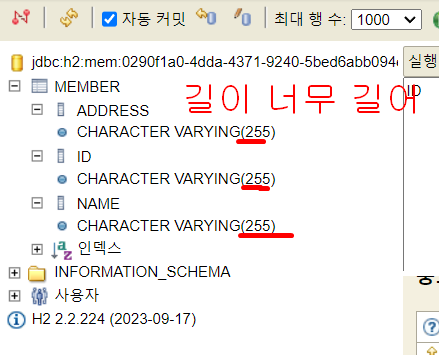 자동 커밋 최대 행 수: 1000
jdbc:h2:mem:0290f1a0-4dda-4371-9240-5bed6abb094 실행
MEMBER
길이 너무 길어
ID
ADDRESS
CHARACTER VARYING(255)
ID
CHARACTER VARYING(255)
NAME
CHARACTER VARYING(255)
인덱스
INFORMATION_SCHEMA
사용자
H2 2.2.224 (2023-09-17)